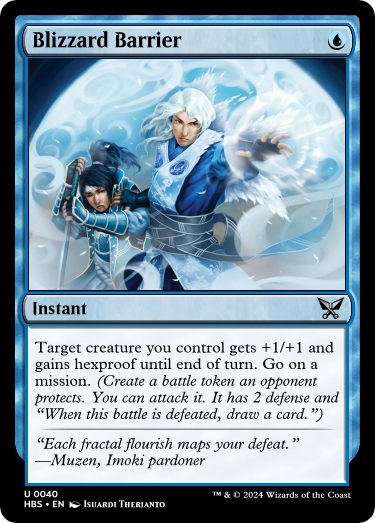 Blizzard Barrier
Instant
Target creature you control gets +1/+1 and
gains hexproof until end of turn. Go on a
mission. (Create a battle token an opponent
protects. You can attack it. It has 2 defense and
“When this battle is defeated, draw a card.”)
“Each fractal flourish maps your defeat.”
—Muzen, Imoki pardoner
U 0040
HBS • EN Isuardi Therianto
™ & © 2024 Wizards of the Coast